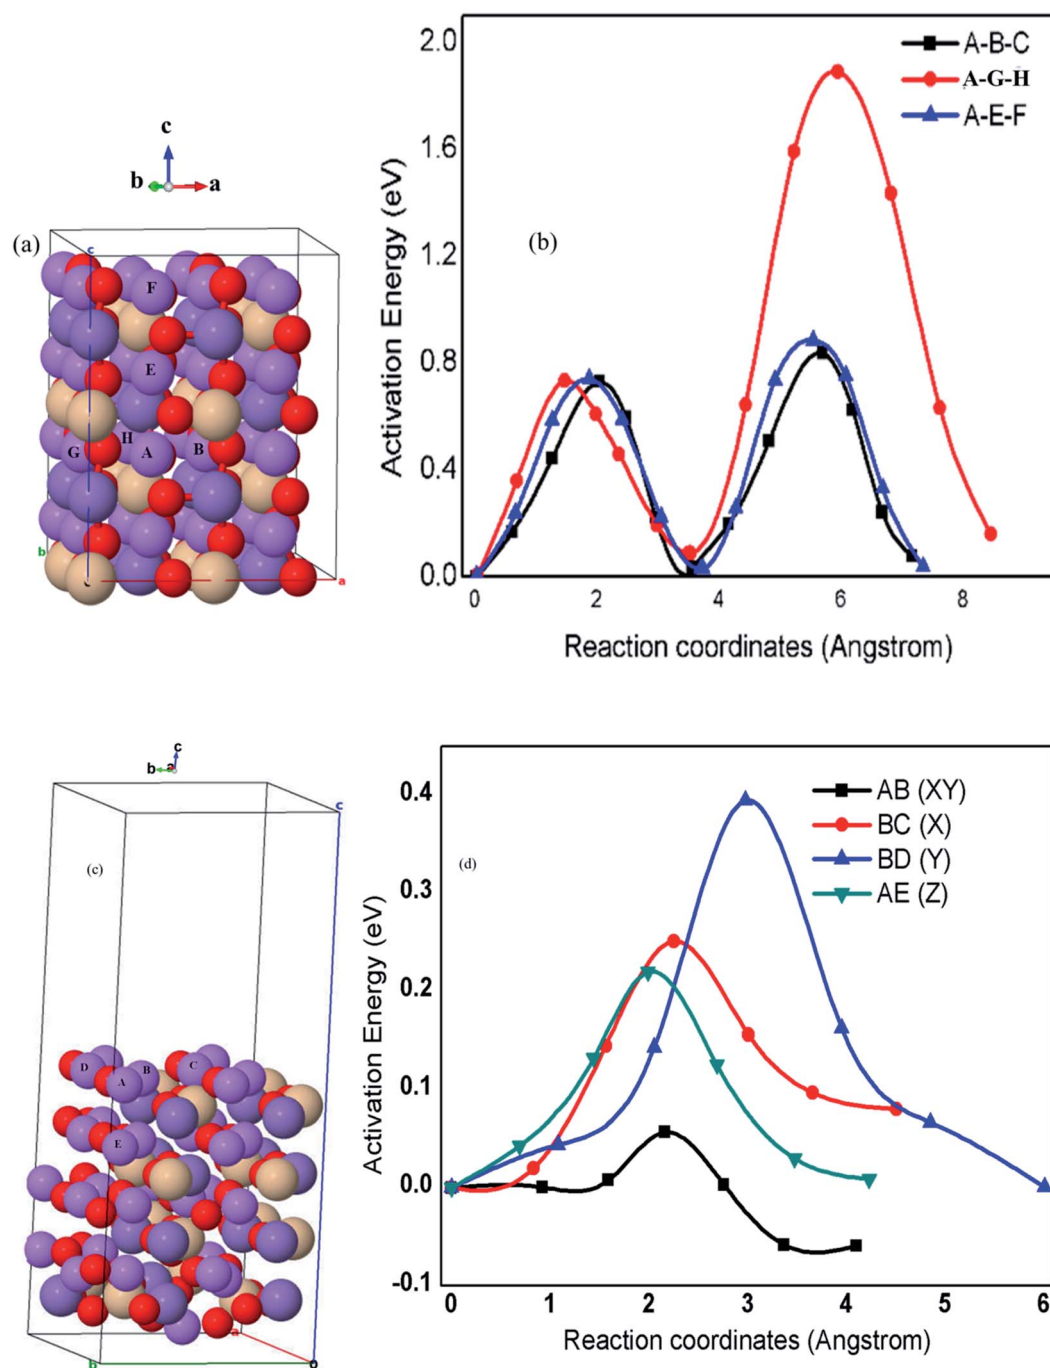 c
b
a
(a)
c
F
E
H
G
A
B
b
a
2.0
1.6
1.2
0.8
0.4
0.0
Activation Energy (eV)
(b)
A-B-C
A-G-H
A-E-F
0
2
4
6
8
Reaction coordinates (Angstrom)
c
b
a
c
(c)
D
A
B
C
E
a
b
o
0.4
0.3
0.2
0.1
0.0
-0.1
Activation Energy (eV)
(d)
AB (XY)
BC (X)
BD (Y)
AE (Z)
0
1
2
3
4
5
6
Reaction coordinates (Angstrom)